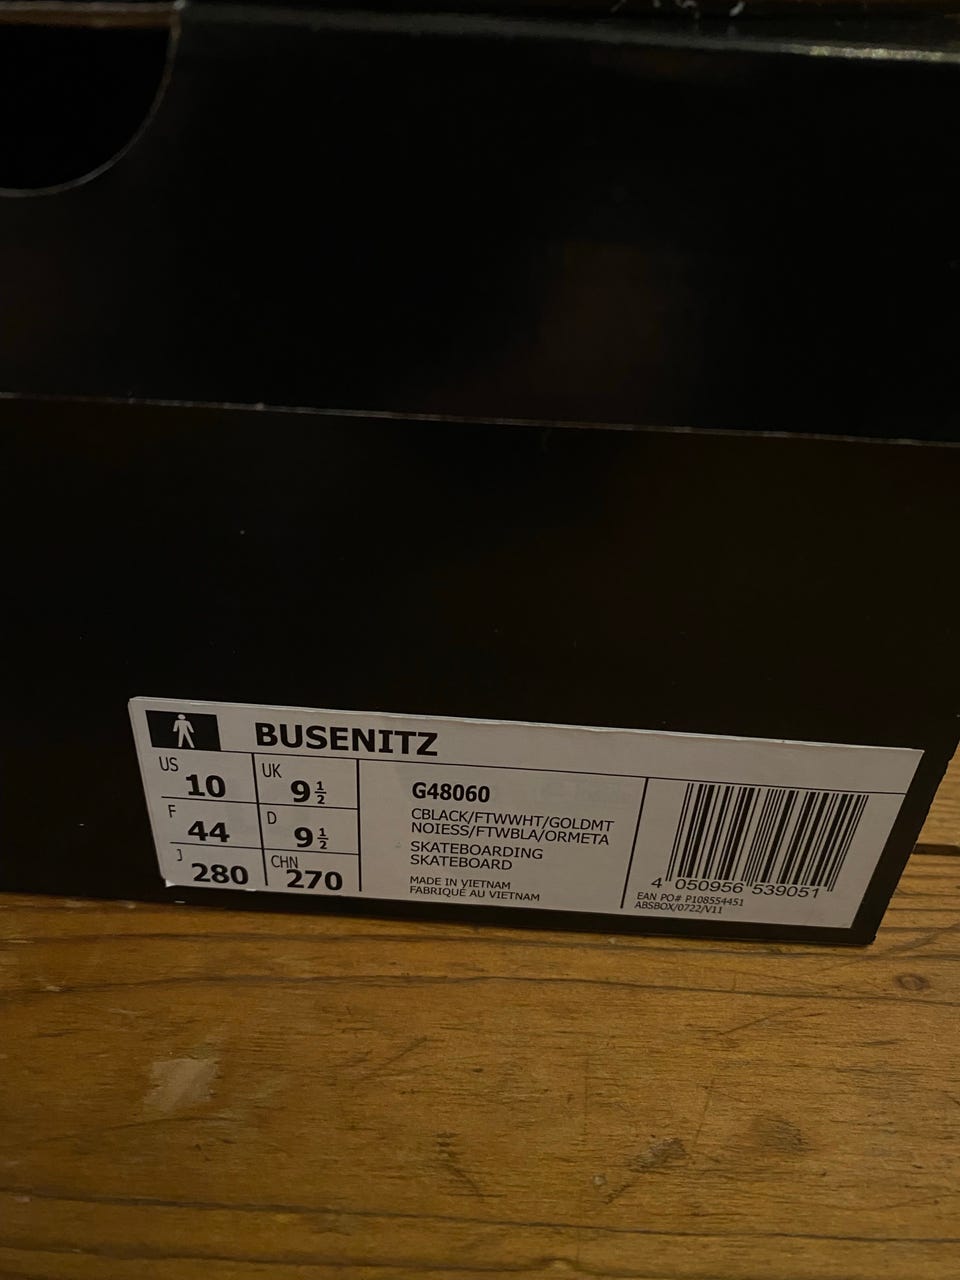 BUSENITZ
US 10 UK 9 1/2
F 44 D 9 1/2
J 280 CHN 270
G48060
CBLACK/FTWWHT/GOLDMT
NOIESS/FTWBLA/ORMETA
SKATEBOARDING
SKATEBOARD
MADE IN VIETNAM
FABRIQUÉ AU VIETNAM
4 050956 539051
EAN PO# P108554451
ABSBOX/0722/V11